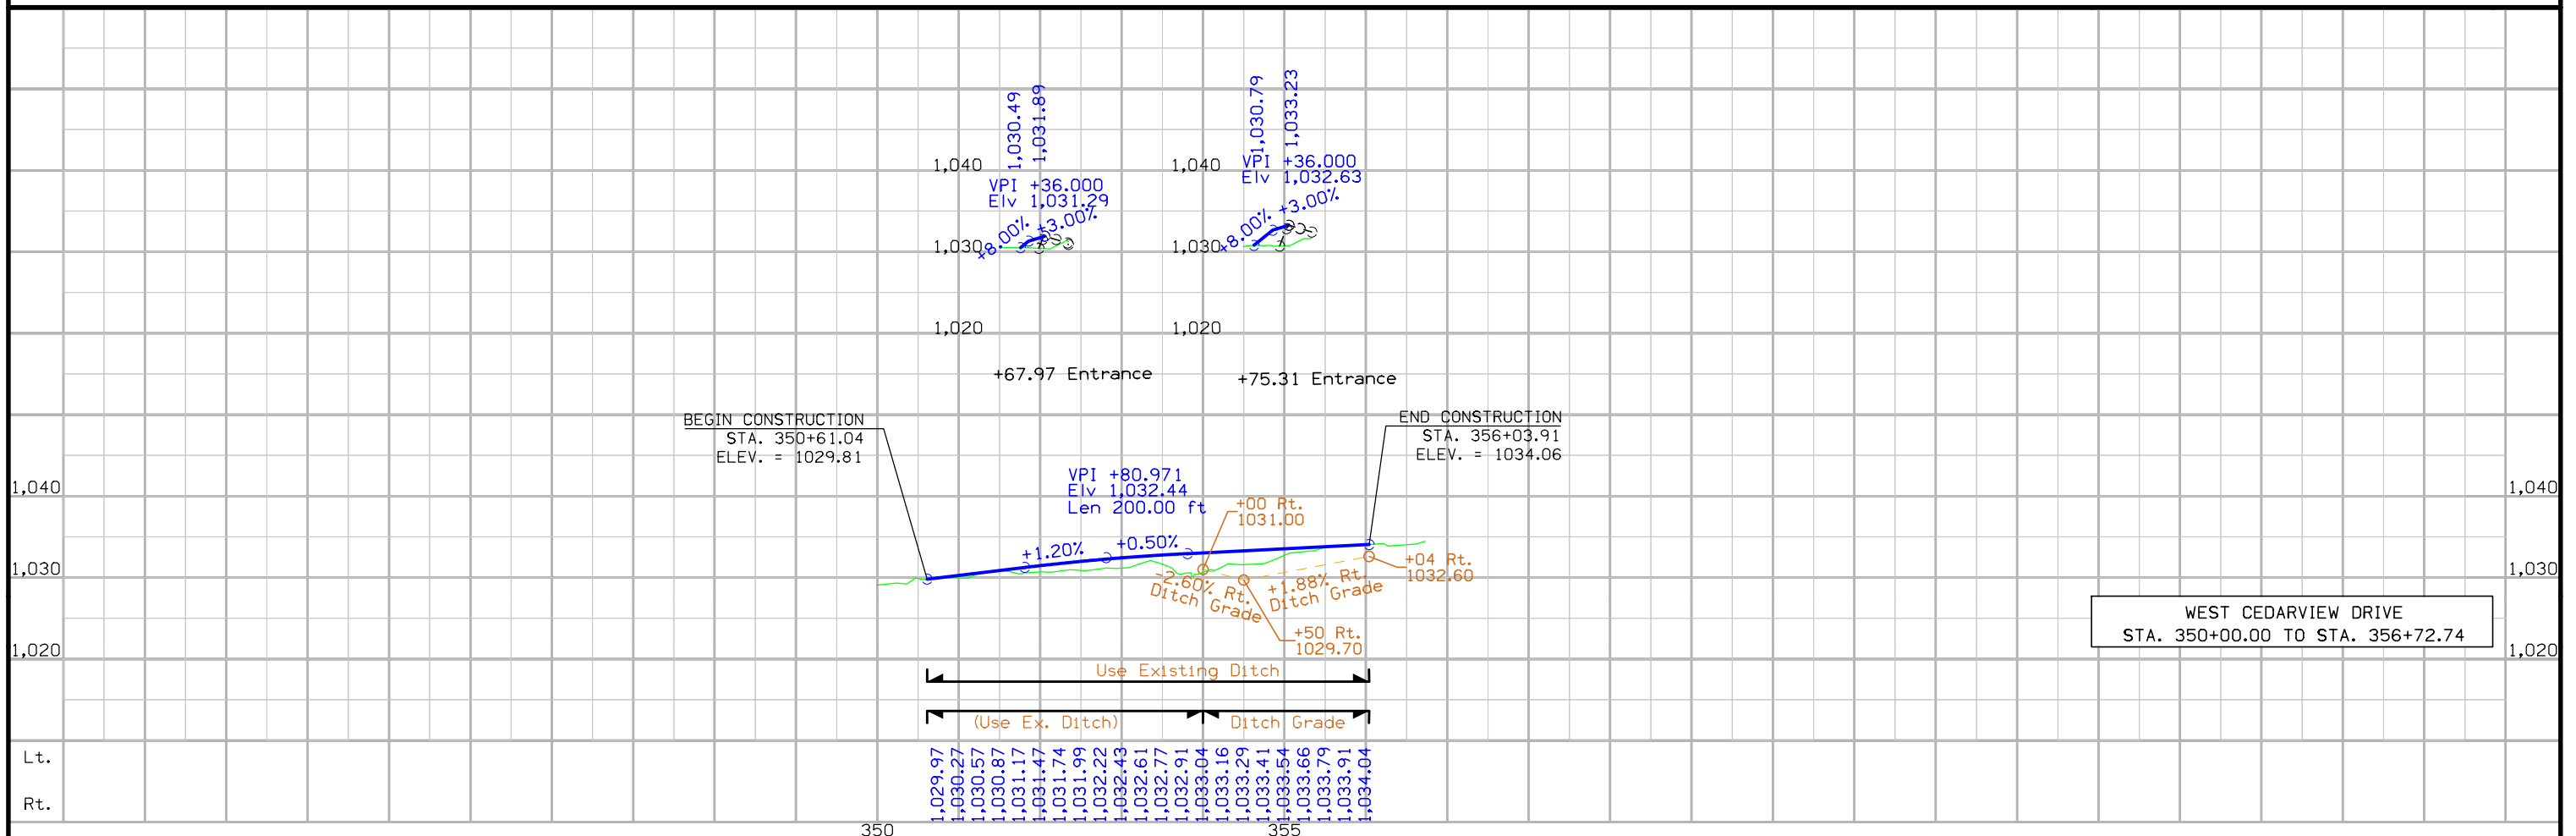 1,030.49
1,031.89
1,030.79
1,033.23
1,040
1,040
VPI +36.000
Elv 1,031.29
VPI +36.000
Elv 1,032.63
+8.00%
+3.00%
+8.00%
+3.00%
1,030
1,030
1,020
1,020
+67.97 Entrance
+75.31 Entrance
BEGIN CONSTRUCTION
STA. 350+61.04
ELEV. = 1029.81
END CONSTRUCTION
STA. 356+03.91
ELEV. = 1034.06
VPI +80.971
Elv 1,032.44
Len 200.00 ft
1,040
1,040
+00 Rt.
1031.00
+1.20%
+0.50%
1,030
1,030
+04 Rt.
1032.60
-2.60% Rt.
Ditch Grade
+1.88% Rt.
Ditch Grade
+50 Rt.
1029.70
WEST CEDARVIEW DRIVE
STA. 350+00.00 TO STA. 356+72.74
1,020
1,020
Use Existing Ditch
(Use Ex. Ditch)
Ditch Grade
Lt.
Rt.
1,029.97
1,030.27
1,030.57
1,030.87
1,031.17
1,031.47
1,031.74
1,031.99
1,032.22
1,032.43
1,032.61
1,032.77
1,032.91
1,033.04
1,033.16
1,033.29
1,033.41
1,033.54
1,033.66
1,033.79
1,033.91
1,034.04
350
355